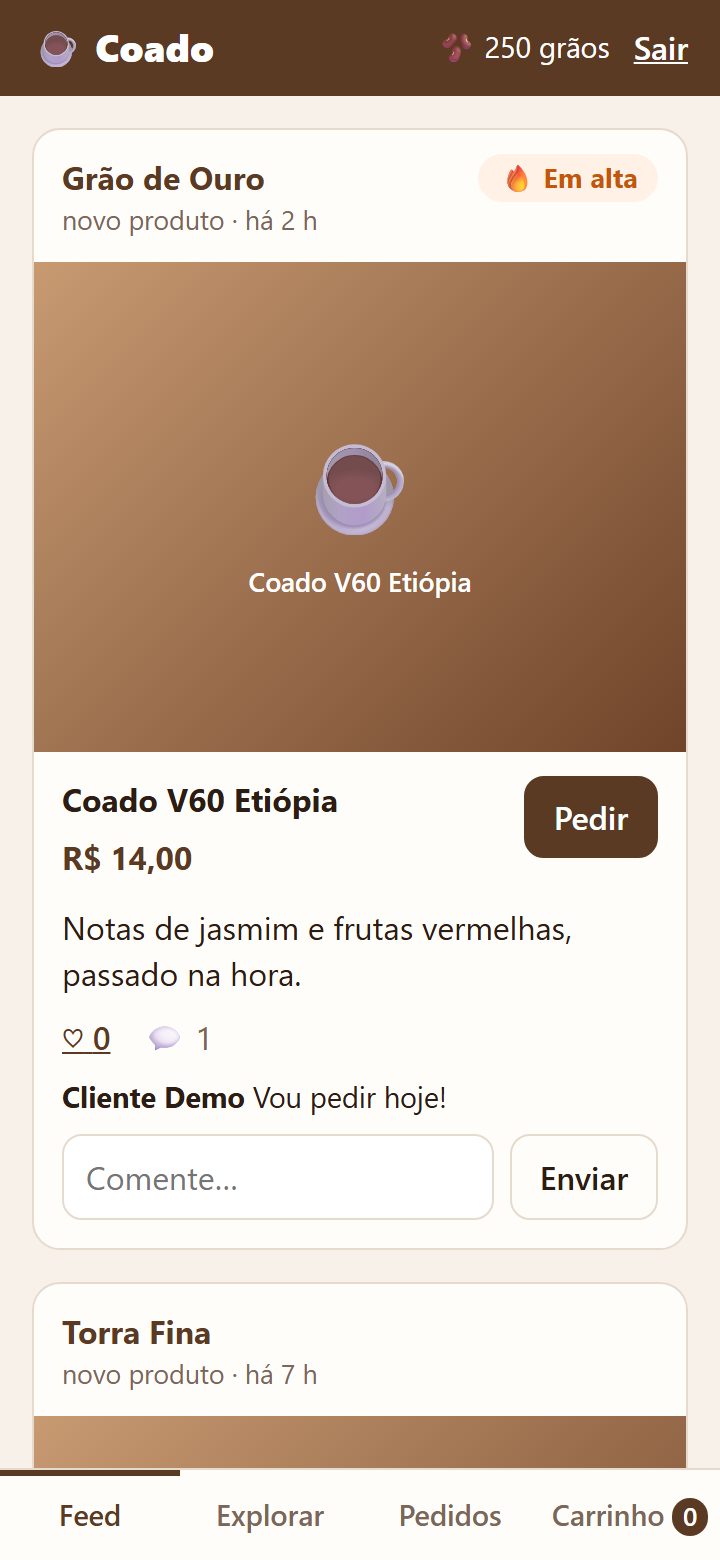 Coado
250 grãos Sair
Grão de Ouro
Em alta
novo produto · há 2 h
Coado V60 Etiópia
Coado V60 Etiópia
Pedir
R$ 14,00
Notas de jasmim e frutas vermelhas,
passado na hora.
♡ 0 1
Cliente Demo Vou pedir hoje!
Comente...
Enviar
Torra Fina
novo produto · há 7 h
Feed Explorar Pedidos Carrinho 0